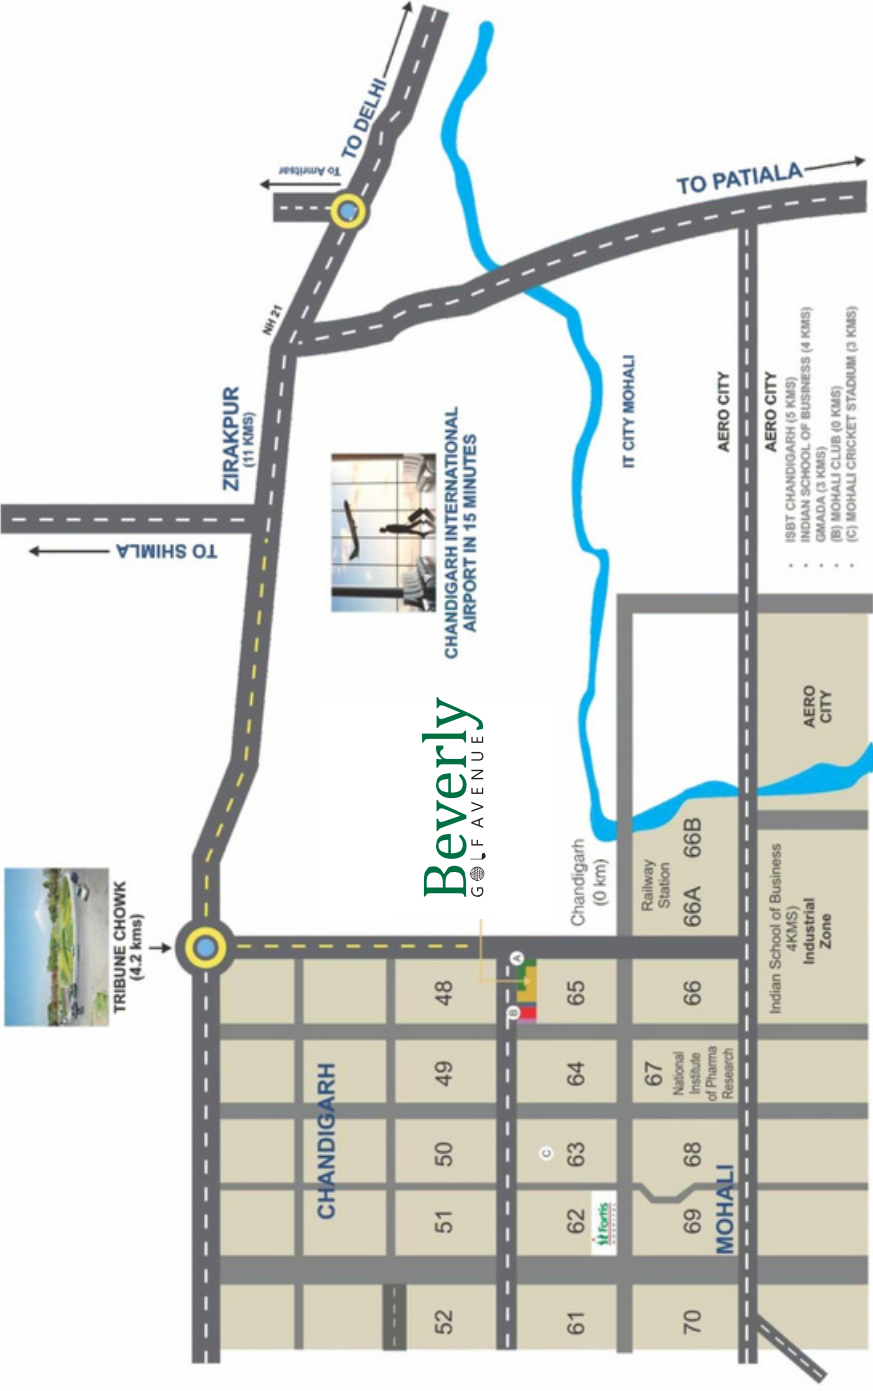 TO DELHI
To Amritsar
TO PATIALA
NH 21
ZIRAKPUR
(11 KMS)
TO SHIMLA
CHANDIGARH INTERNATIONAL
AIRPORT IN 15 MINUTES
IT CITY MOHALI
AERO CITY
AERO CITY
• ISBT CHANDIGARH (5 KMS)
• INDIAN SCHOOL OF BUSINESS (4 KMS)
• GMADA (3 KMS)
• (B) MOHALI CLUB (0 KMS)
• (C) MOHALI CRICKET STADIUM (3 KMS)
AERO
CITY
Beverly
GOLF AVENUE
TRIBUNE CHOWK
(4.2 kms)
Chandigarh
(0 km)
Railway
Station
66A
66B
Indian School of Business
4KMS)
Industrial
Zone
CHANDIGARH
48
49
50
51
52
A
B
C
65
64
63
62
61
Fortis
HOSPITAL
66
67
National
Institute
of Pharma
Research
68
69
70
MOHALI